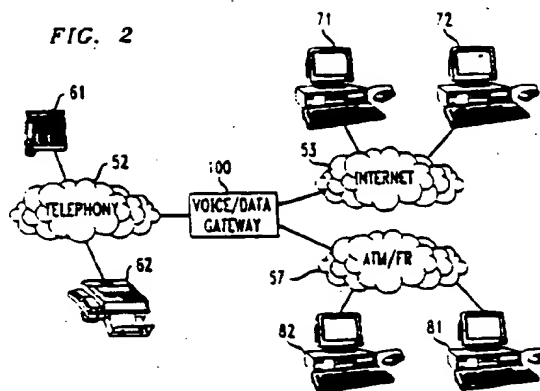 FIG. 2
71
72
61
52
53
INTERNET
100
TELEPHONY
VOICE/DATA
GATEWAY
62
57
ATM/FR
82
81